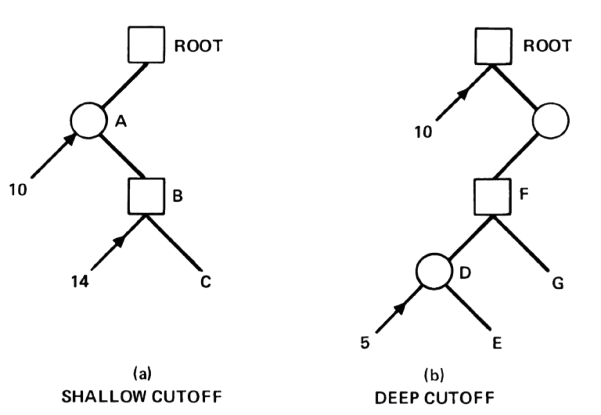 ROOT
A
10
B
14
C
(a)
SHALLOW CUTOFF
ROOT
10
F
D
G
5
E
(b)
DEEP CUTOFF